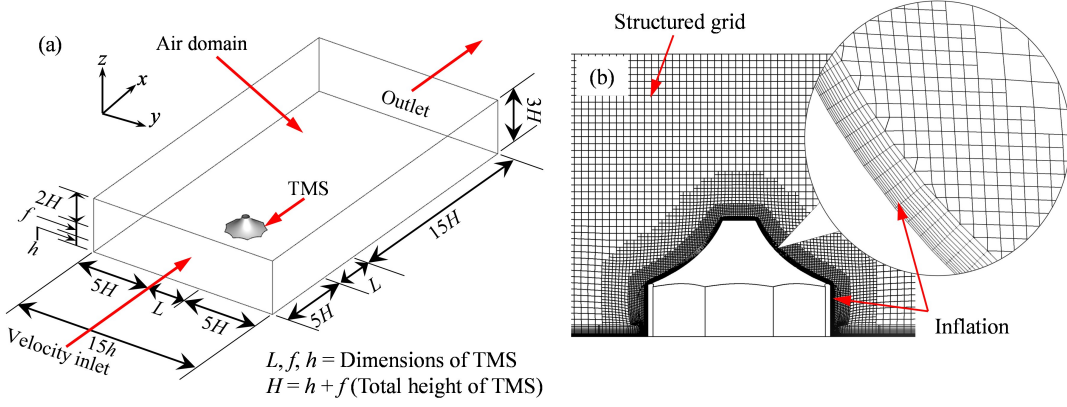 (a)
Air domain
z
x
y
Outlet
3H
TMS
2H
f
h
15H
5H
L
5H
5H
L
15h
Velocity inlet
L, f, h = Dimensions of TMS
H = h + f (Total height of TMS)
Structured grid
(b)
Inflation